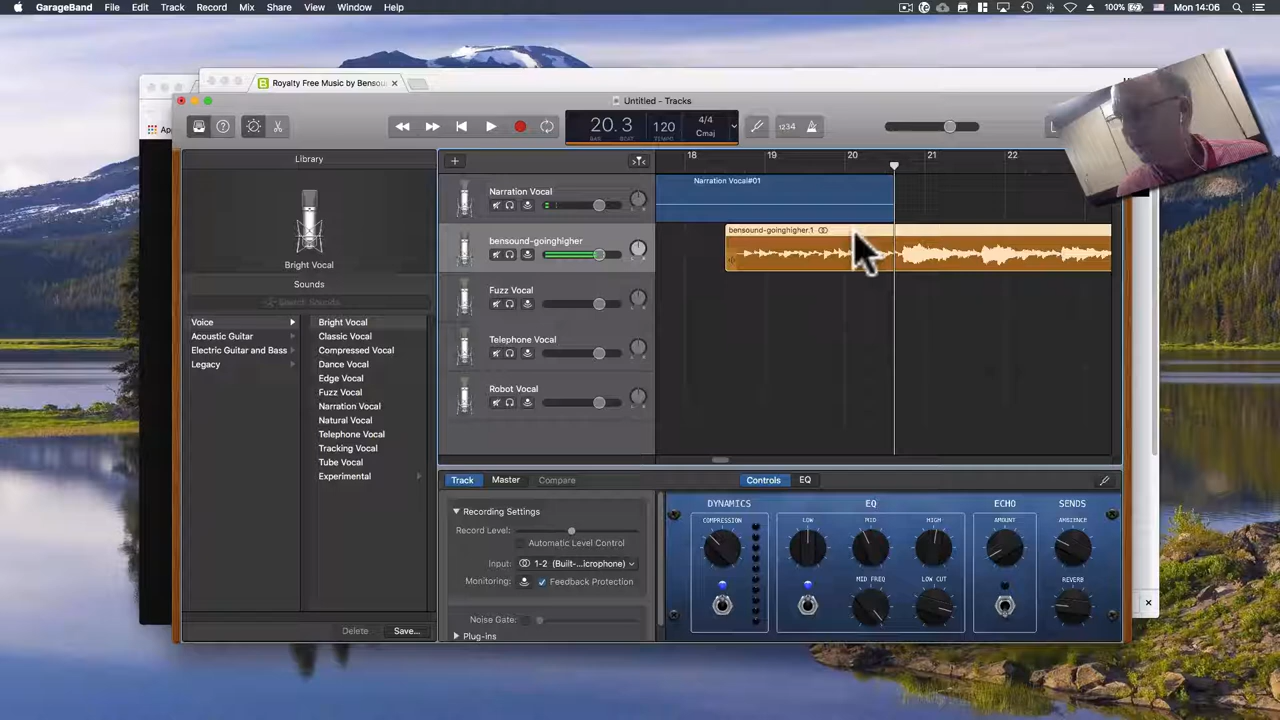 GarageBand File Edit Track Record Mix Share View Window Help 100% Mon 14:06
Royalty Free Music by Bensou
Untitled - Tracks
20.3 120 4/4 Cmaj
BAR BEAT TEMPO
1234
Library
18 19 20 21 22
Narration Vocal
Narration Vocal#01
bensound-goinghigher
bensound-goinghigher.1
Bright Vocal
Sounds
Search Sounds
Fuzz Vocal
Telephone Vocal
Robot Vocal
Voice
Acoustic Guitar
Electric Guitar and Bass
Legacy
Bright Vocal
Classic Vocal
Compressed Vocal
Dance Vocal
Edge Vocal
Fuzz Vocal
Narration Vocal
Natural Vocal
Telephone Vocal
Tracking Vocal
Tube Vocal
Experimental
Delete Save...
Track Master Compare Controls EQ
Recording Settings
Record Level:
Automatic Level Control
Input: 1-2 (Built-...icrophone)
Monitoring: Feedback Protection
Noise Gate:
Plug-ins
DYNAMICS EQ ECHO SENDS
COMPRESSION LOW MID HIGH AMOUNT AMBIENCE
MID FREQ LOW CUT REVERB